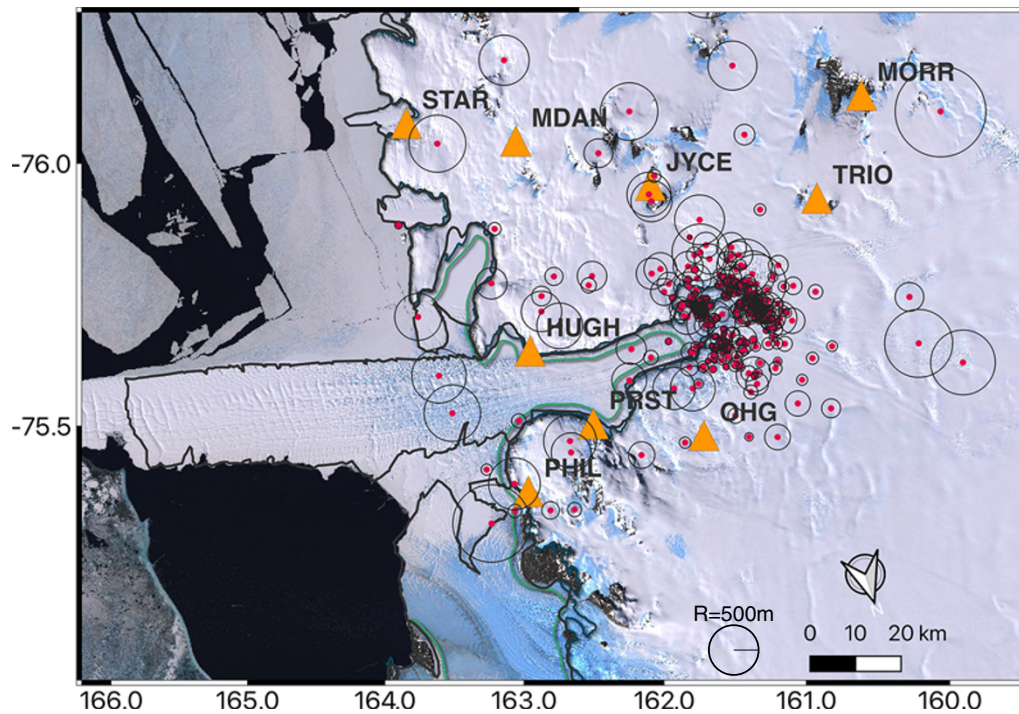 MORR
STAR
MDAN
-76.0
JYCE
TRIO
HUGH
PRST
OHG
-75.5
PHIL
R=500m
0 10 20 km
166.0 165.0 164.0 163.0 162.0 161.0 160.0